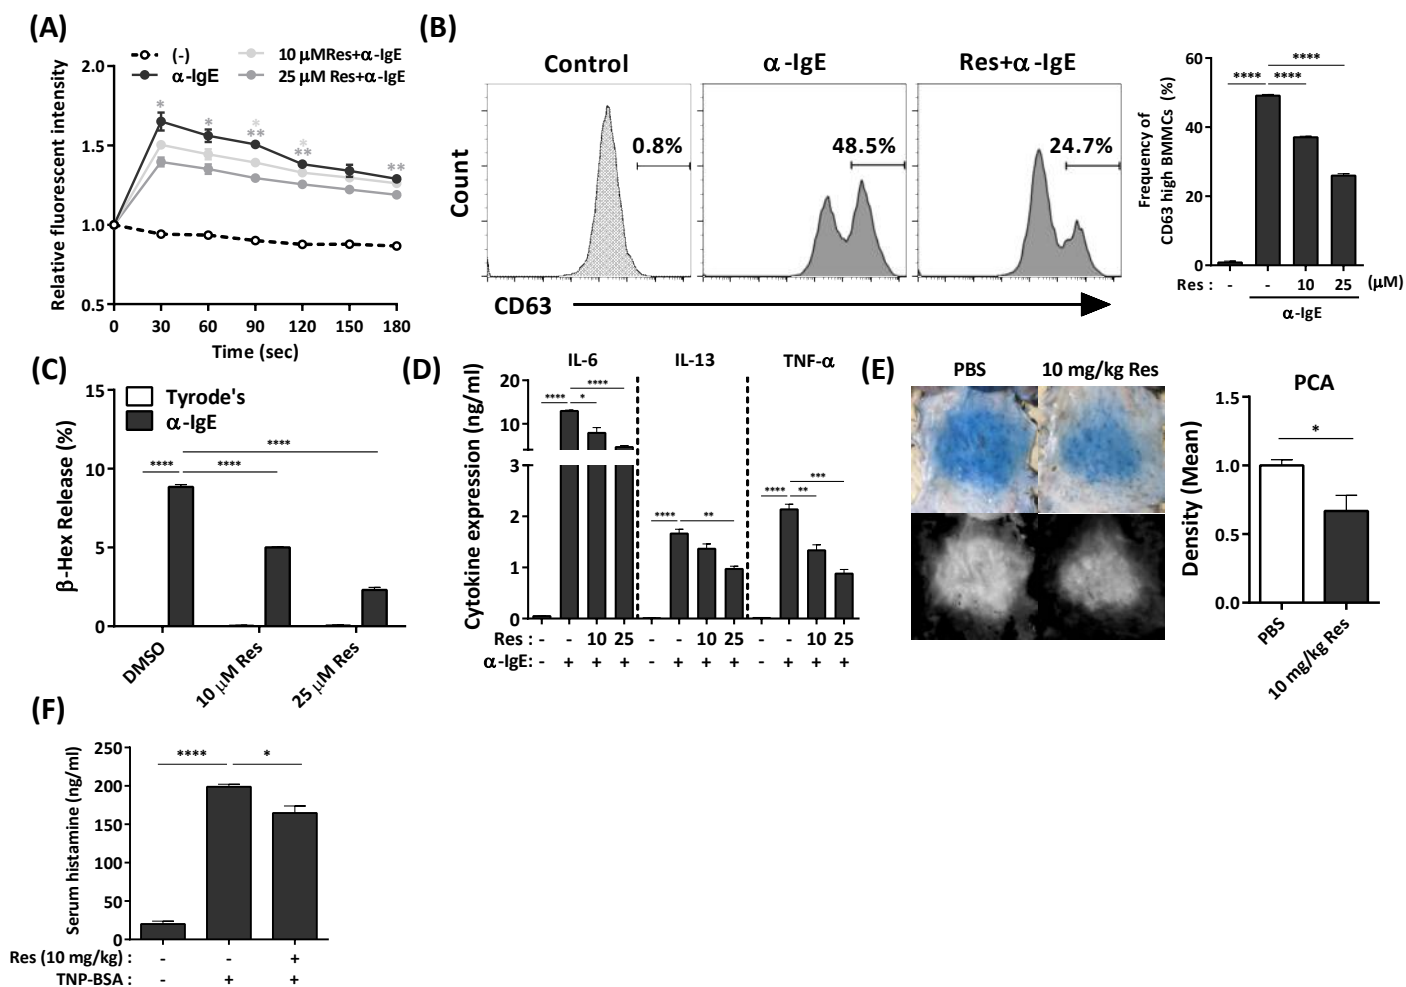 (A)
(-)
α-IgE
10 μMRes+α-IgE
25 μM Res+α-IgE
Relative fluorescent intensity
2.0
1.5
1.0
0.5
* * * ** * ** **
0 30 60 90 120 150 180
Time (sec)
(B)
Control
α-IgE
Res+α-IgE
0.8%
48.5%
24.7%
Count
CD63
Frequency of
CD63 high BMMCs (%)
60
40
20
0
****
**** ****
Res : - - 10 25 (μM)
α-IgE
(C)
Tyrode's
α-IgE
β-Hex Release (%)
15
10
5
0
****
**** ****
DMSO
10 μM Res
25 μM Res
(D)
IL-6 IL-13 TNF-α
Cytokine expression (ng/ml)
20
10
3
2
1
0
****
**** *
**** **
***
**** **
Res : - - 10 25 - - 10 25 - - 10 25
α-IgE: - + + + - + + + - + + +
(E)
PBS
10 mg/kg Res
PCA
Density (Mean)
1.5
1.0
0.5
0.0
*
PBS
10 mg/kg Res
(F)
Serum histamine (ng/ml)
250
200
150
100
50
0
**** *
Res (10 mg/kg) : - - +
TNP-BSA : - + +